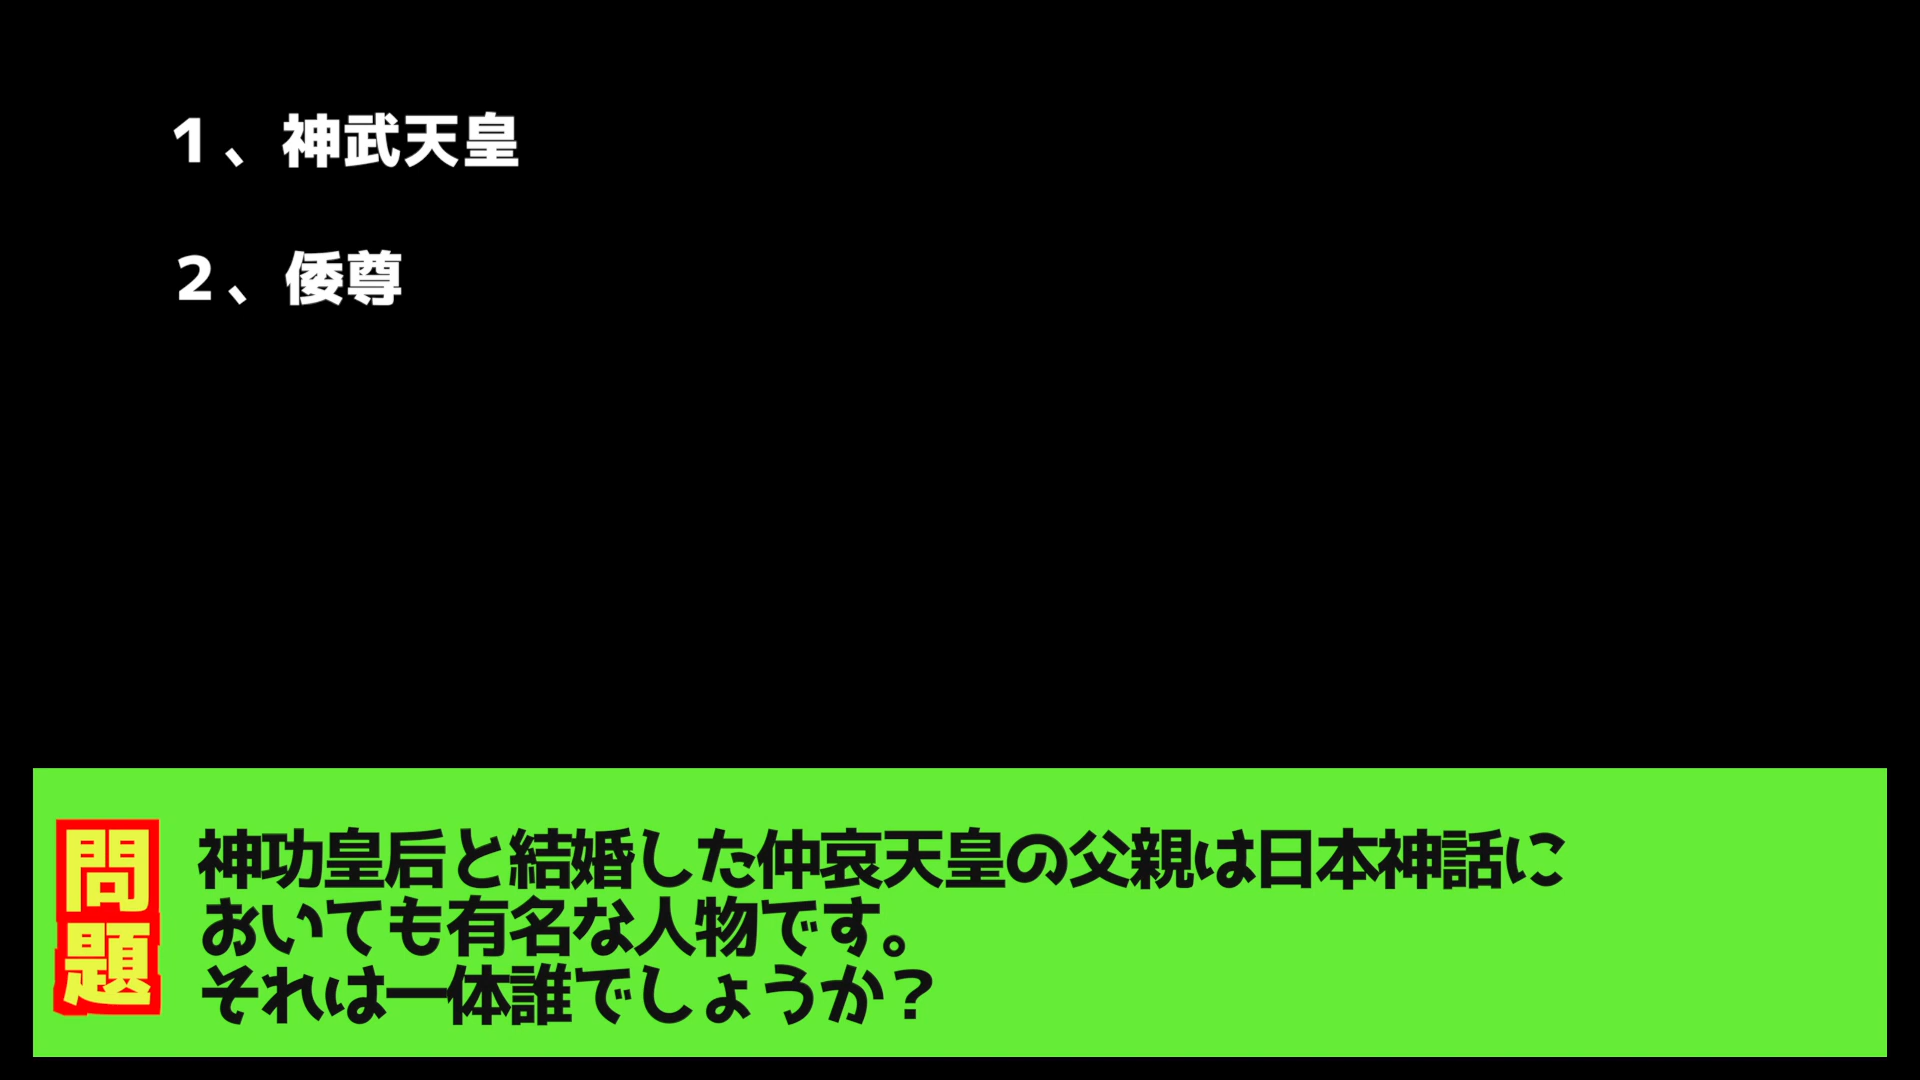 １、神武天皇
２、倭尊
問題
神功皇后と結婚した仲哀天皇の父親は日本神話に
おいても有名な人物です。
それは一体誰でしょうか？